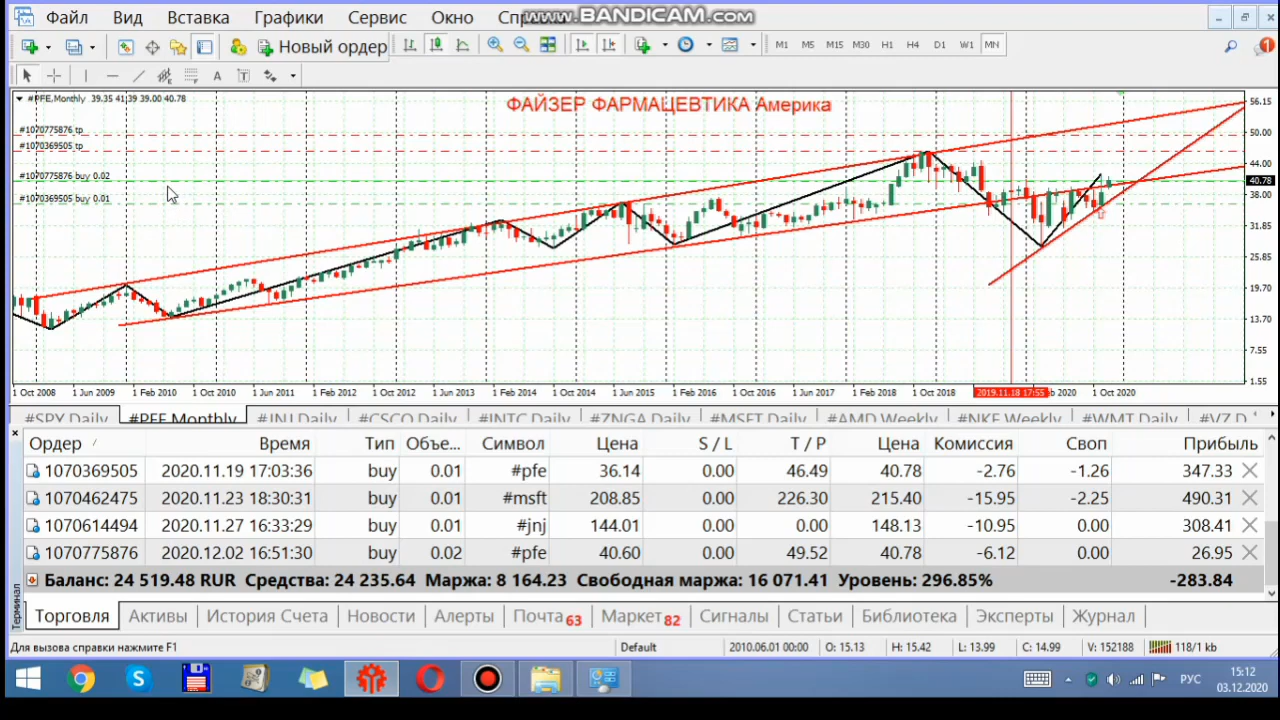 Файл Вид Вставка Графики Сервис Окно
www.BANDICAM.com
Новый ордер M1 M5 M15 M30 H1 H4 D1 W1 MN 1
A T
#PFE,Monthly 39.35 41.39 39.00 40.78
ФАЙЗЕР ФАРМАЦЕВТИКА Америка
#1070775876 tp
#1070369505 tp
#1070775876 buy 0.02
#1070369505 buy 0.01
56.15
50.00
44.00
40.78
38.00
31.85
25.85
19.70
13.70
7.55
1.55
1 Oct 2008 1 Jun 2009 1 Feb 2010 1 Oct 2010 1 Jun 2011 1 Feb 2012 1 Oct 2012 1 Jun 2013 1 Feb 2014 1 Oct 2014 1 Jun 2015 1 Feb 2016 1 Oct 2016 1 Jun 2017 1 Feb 2018 1 Oct 2018 2019.11.18 17:55 b 2020 1 Oct 2020
#SPY,Daily #PFE,Monthly #JNJ,Daily #CSCO,Daily #INTC,Daily #ZNGA,Daily #MSFT,Daily #AMD,Weekly #NKE,Weekly #WMT,Daily #VZ,D
Ордер Время Тип Объе... Символ Цена S / L T / P Цена Комиссия Своп Прибыль
1070369505 2020.11.19 17:03:36 buy 0.01 #pfe 36.14 0.00 46.49 40.78 -2.76 -1.26 347.33
1070462475 2020.11.23 18:30:31 buy 0.01 #msft 208.85 0.00 226.30 215.40 -15.95 -2.25 490.31
1070614494 2020.11.27 16:33:29 buy 0.01 #jnj 144.01 0.00 0.00 148.13 -10.95 0.00 308.41
1070775876 2020.12.02 16:51:30 buy 0.02 #pfe 40.60 0.00 49.52 40.78 -6.12 0.00 26.95
Баланс: 24 519.48 RUR Средства: 24 235.64 Маржа: 8 164.23 Свободная маржа: 16 071.41 Уровень: 296.85% -283.84
Терминал
Торговля Активы История Счета Новости Алерты Почта 63 Маркет 82 Сигналы Статьи Библиотека Эксперты Журнал
Для вызова справки нажмите F1 Default 2010.06.01 00:00 O: 15.13 H: 15.42 L: 13.99 C: 14.99 V: 152188 118/1 kb
РУС 15:12
03.12.2020